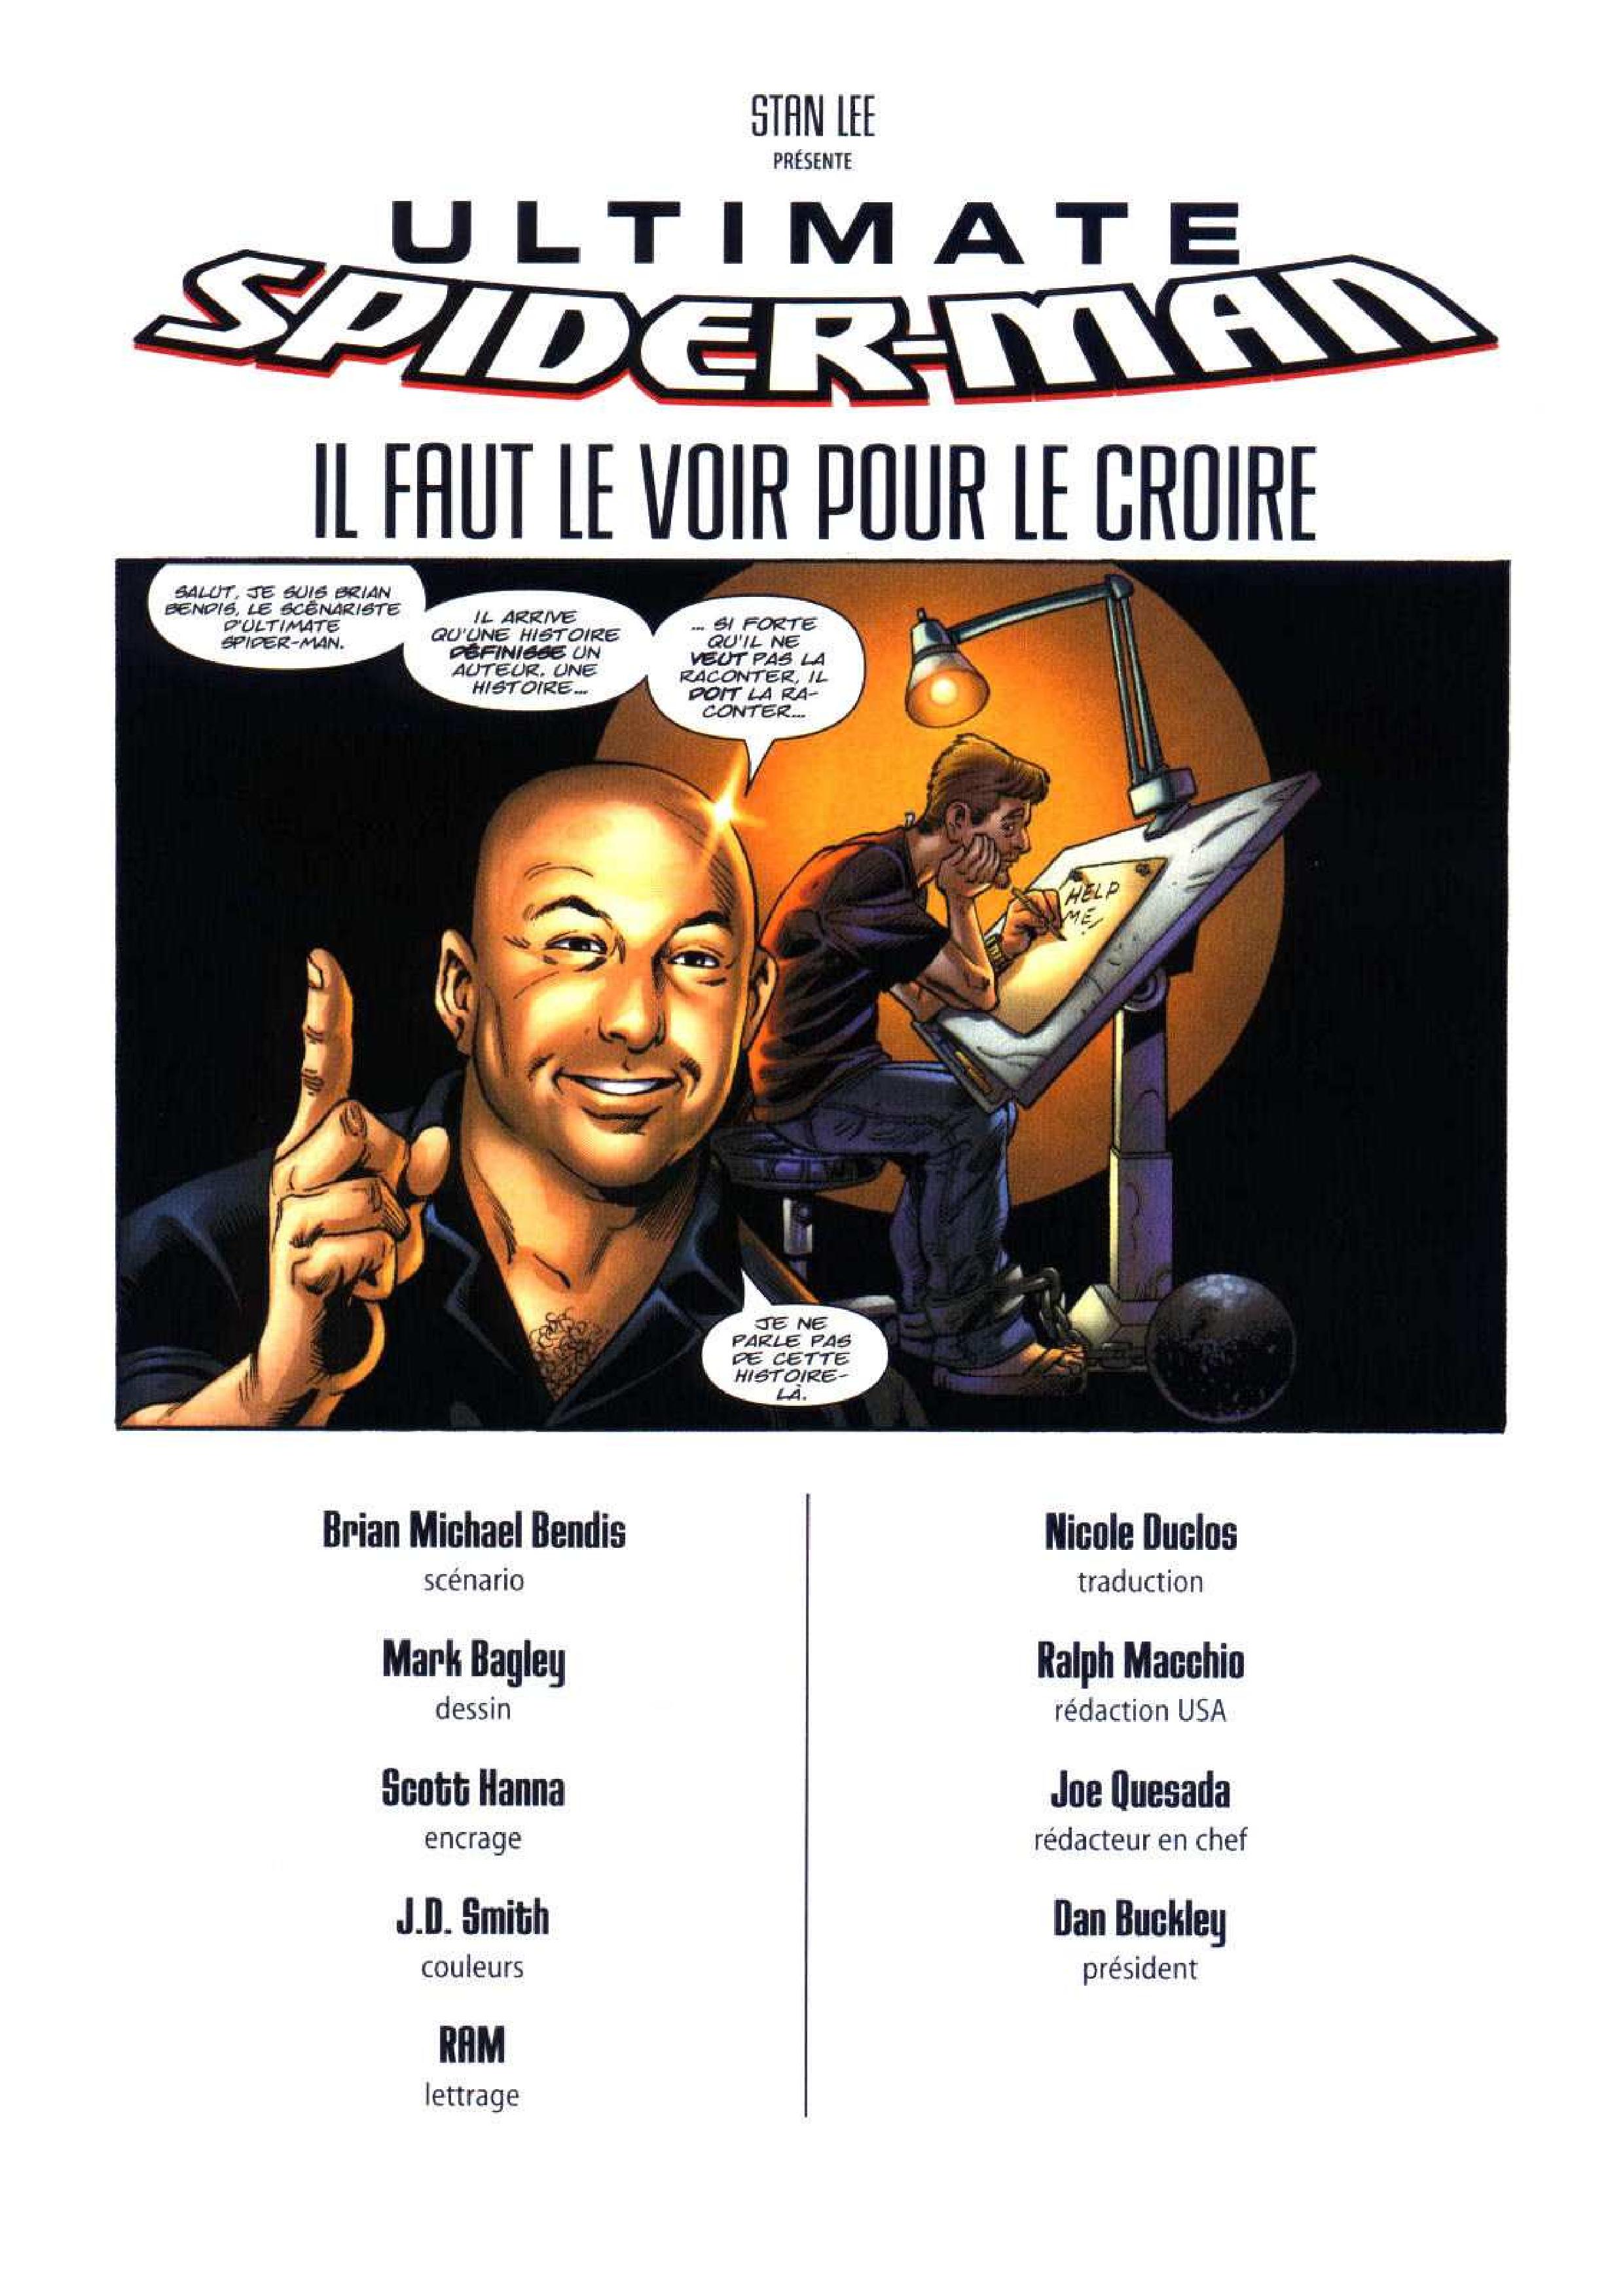 STAN LEE
PRÉSENTE
ULTIMATE
SPIDER-MAN
IL FAUT LE VOIR POUR LE CROIRE
SALUT, JE SUIS BRIAN
BENDIS, LE SCÉNARISTE
D'ULTIMATE
SPIDER-MAN.
IL ARRIVE
QU'UNE HISTOIRE
DÉFINISSE UN
AUTEUR. UNE
HISTOIRE...
... SI FORTE
QU'IL NE
VEUT PAS LA
RACONTER, IL
DOIT LA RA-
CONTER...
HELP
ME!
JE NE
PARLE PAS
DE CETTE
HISTOIRE-
LÀ.
Brian Michael Bendis
scénario
Mark Bagley
dessin
Scott Hanna
encrage
J.D. Smith
couleurs
RAM
lettrage
Nicole Duclos
traduction
Ralph Macchio
rédaction USA
Joe Quesada
rédacteur en chef
Dan Buckley
président